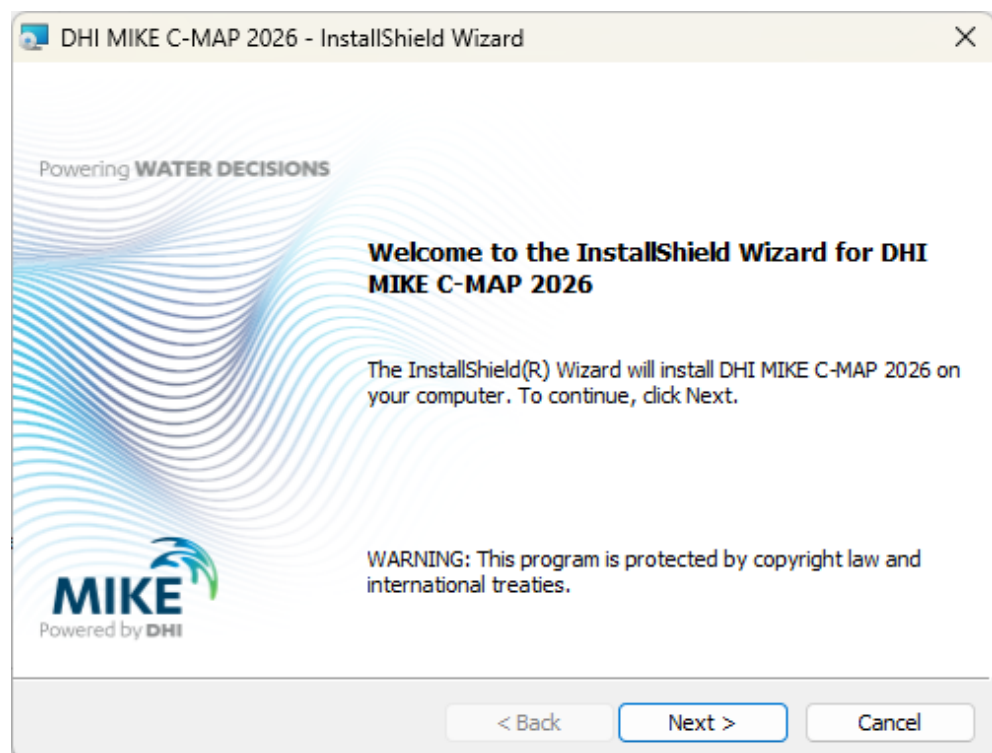 DHI MIKE C-MAP 2026 - InstallShield Wizard
Powering WATER DECISIONS
Welcome to the InstallShield Wizard for DHI
MIKE C-MAP 2026
The InstallShield(R) Wizard will install DHI MIKE C-MAP 2026 on
your computer. To continue, click Next.
WARNING: This program is protected by copyright law and
international treaties.
MIKE
Powered by DHI
< Back
Next >
Cancel